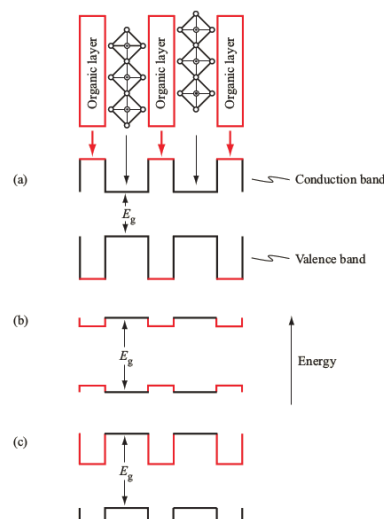 Organic layer
Organic layer
Organic layer
(a)
Conduction band
Eg
Valence band
(b)
Eg
Energy
(c)
Eg